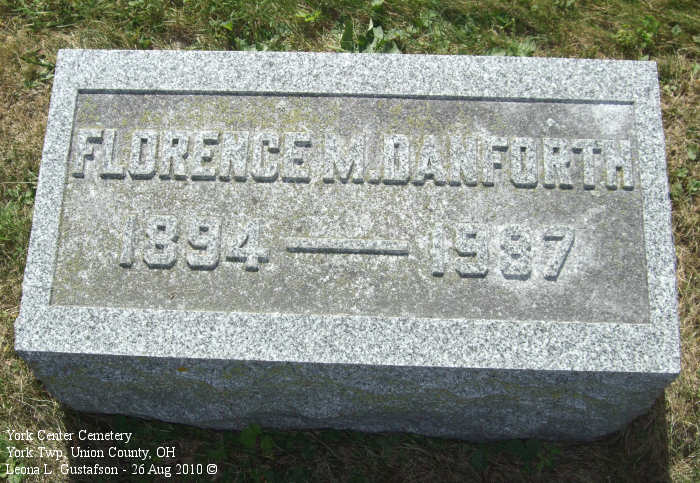 FLORENCE M. DANFORTH
1894 — 1987
York Center Cemetery
York Twp, Union County, OH
Leona L. Gustafson - 26 Aug 2010 ©